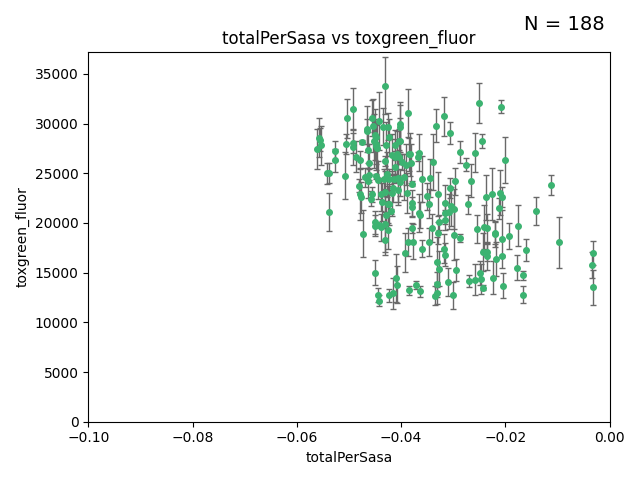 N = 188
totalPerSasa vs toxgreen_fluor
35000
30000
25000
20000
15000
10000
5000
0
toxgreen_fluor
−0.10 −0.08 −0.06 −0.04 −0.02 0.00
totalPerSasa